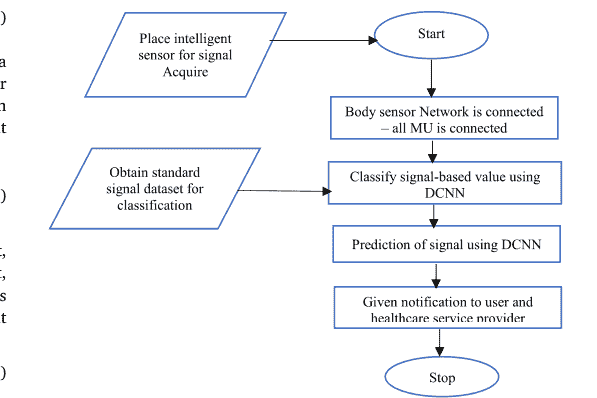 )
a
r
n
t
)
t,
t,
s
t
)
Place intelligent
sensor for signal
Acquire
Start
Body sensor Network is connected
– all MU is connected
Obtain standard
signal dataset for
classification
Classify signal-based value using
DCNN
Prediction of signal using DCNN
Given notification to user and
healthcare service provider
Stop